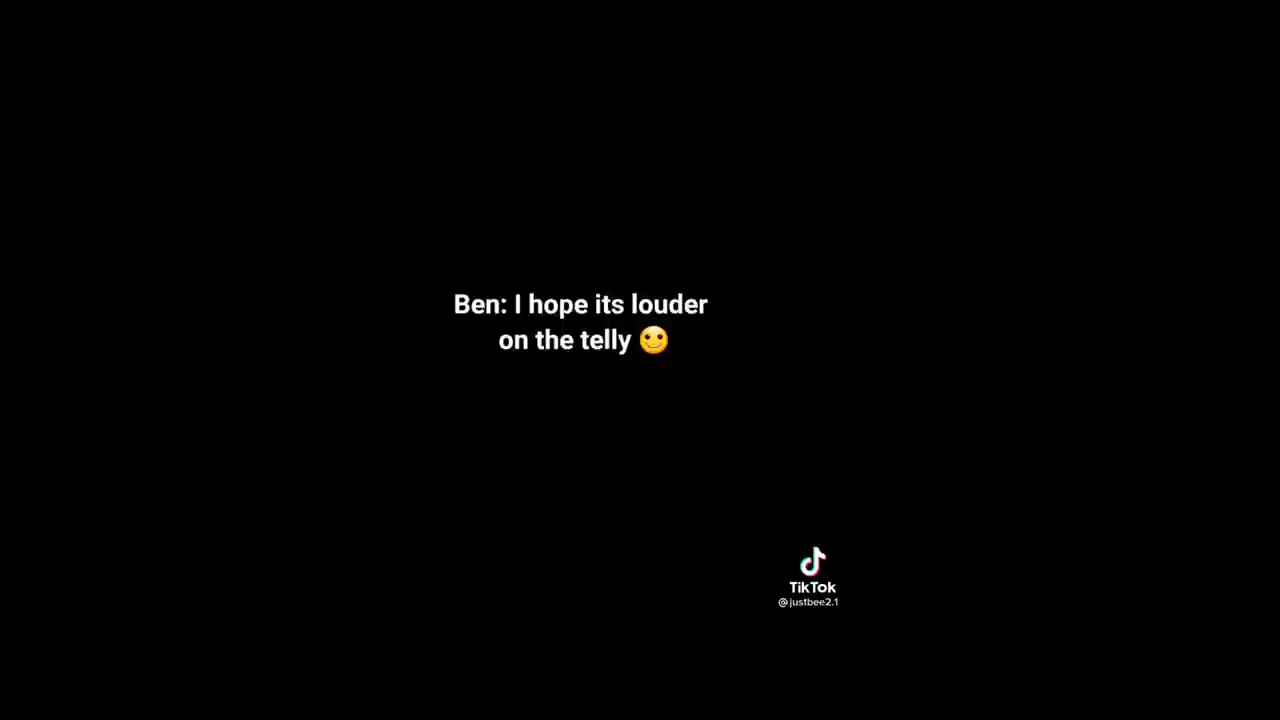 Ben: I hope its louder
on the telly 🙂
TikTok
@justbee2.1